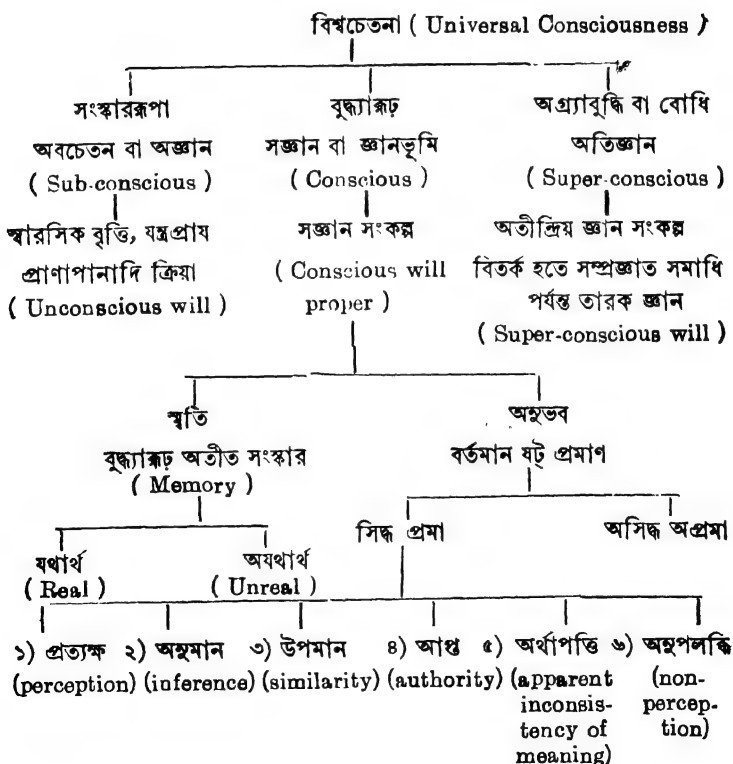 বিশ্বচেতনা ( Universal Consciousness )
সংস্কাররূপা বুদ্ধ্যারূঢ় অগ্র্যাবুদ্ধি বা বোধি
অবচেতন বা অজ্ঞান সজ্ঞান বা জ্ঞানভূমি অতিজ্ঞান
( Sub-conscious ) ( Conscious ) ( Super-conscious )
স্বারসিক বৃত্তি, যন্ত্রপ্রায় সজ্ঞান সংকল্প অতীন্দ্রিয় জ্ঞান সংকল্প
প্রাণাপানাদি ক্রিয়া ( Conscious will বিতর্ক হতে সম্প্রজ্ঞাত সমাধি
( Unconscious will ) proper ) পর্যন্ত তারক জ্ঞান
( Super-conscious will )
স্মৃতি অনুভব
বুদ্ধ্যারূঢ় অতীত সংস্কার বর্তমান ষট্ প্রমাণ
( Memory )
সিদ্ধ প্রমা অসিদ্ধ অপ্রমা
যথার্থ অযথার্থ
( Real ) ( Unreal )
১) প্রত্যক্ষ ২) অনুমান ৩) উপমান ৪) আপ্ত ৫) অর্থাপত্তি ৬) অনুপলব্ধি
(perception) (inference) (similarity) (authority) (apparent (non-
inconsis- percep-
tency of tion)
meaning)